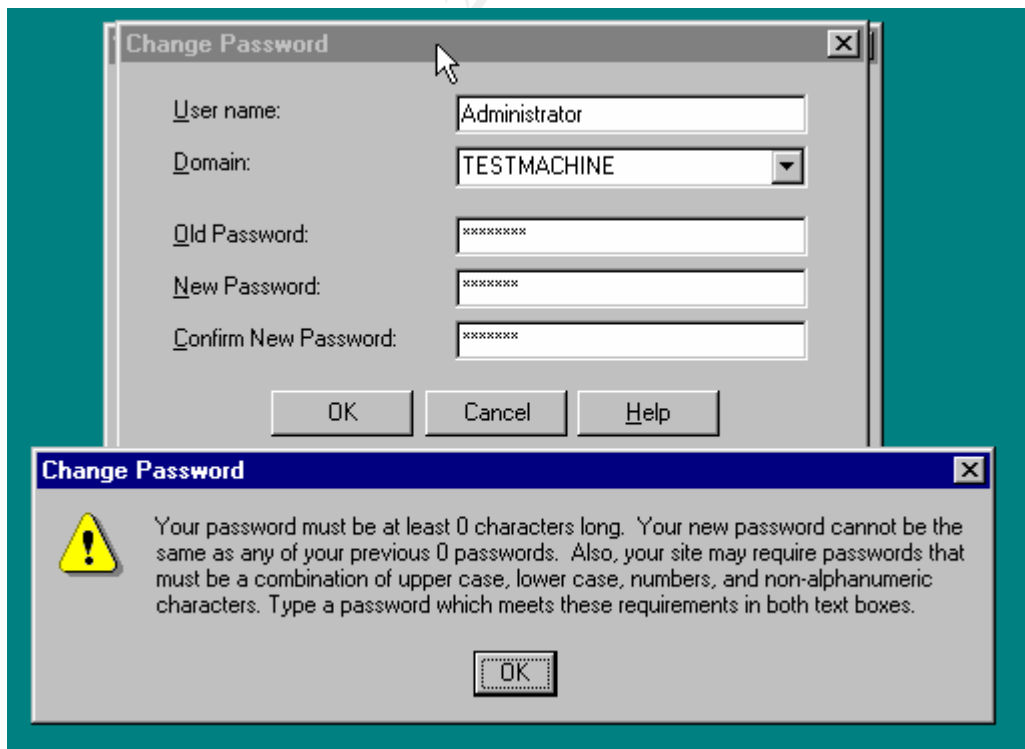 Change Password
User name:
Administrator
Domain:
TESTMACHINE
Old Password:
********
New Password:
*******
Confirm New Password:
*******
OK
Cancel
Help
Change Password
Your password must be at least 0 characters long. Your new password cannot be the
same as any of your previous 0 passwords. Also, your site may require passwords that
must be a combination of upper case, lower case, numbers, and non-alphanumeric
characters. Type a password which meets these requirements in both text boxes.
OK